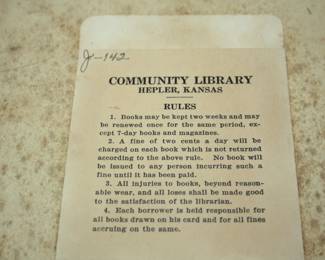 J-142
COMMUNITY LIBRARY
HEPLER, KANSAS
RULES
1. Books may be kept two weeks and may
be renewed once for the same period, ex-
cept 7-day books and magazines.
2. A fine of two cents a day will be
charged on each book which is not returned
according to the above rule. No book will
be issued to any person incurring such a
fine until it has been paid.
3. All injuries to books, beyond reason-
able wear, and all loses shall be made good
to the satisfaction of the librarian.
4. Each borrower is held responsible for
all books drawn on his card and for all fines
accruing on the same.